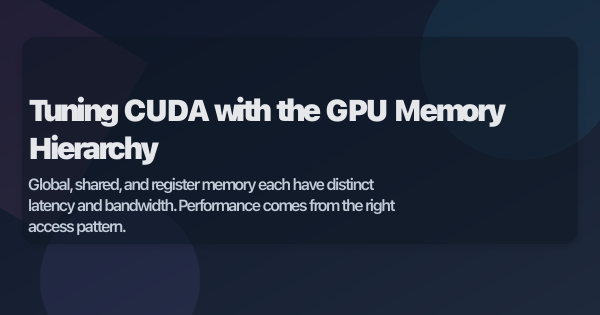 Tuning CUDA with the GPU Memory
Hierarchy
Global, shared, and register memory each have distinct
latency and bandwidth. Performance comes from the right
access pattern.